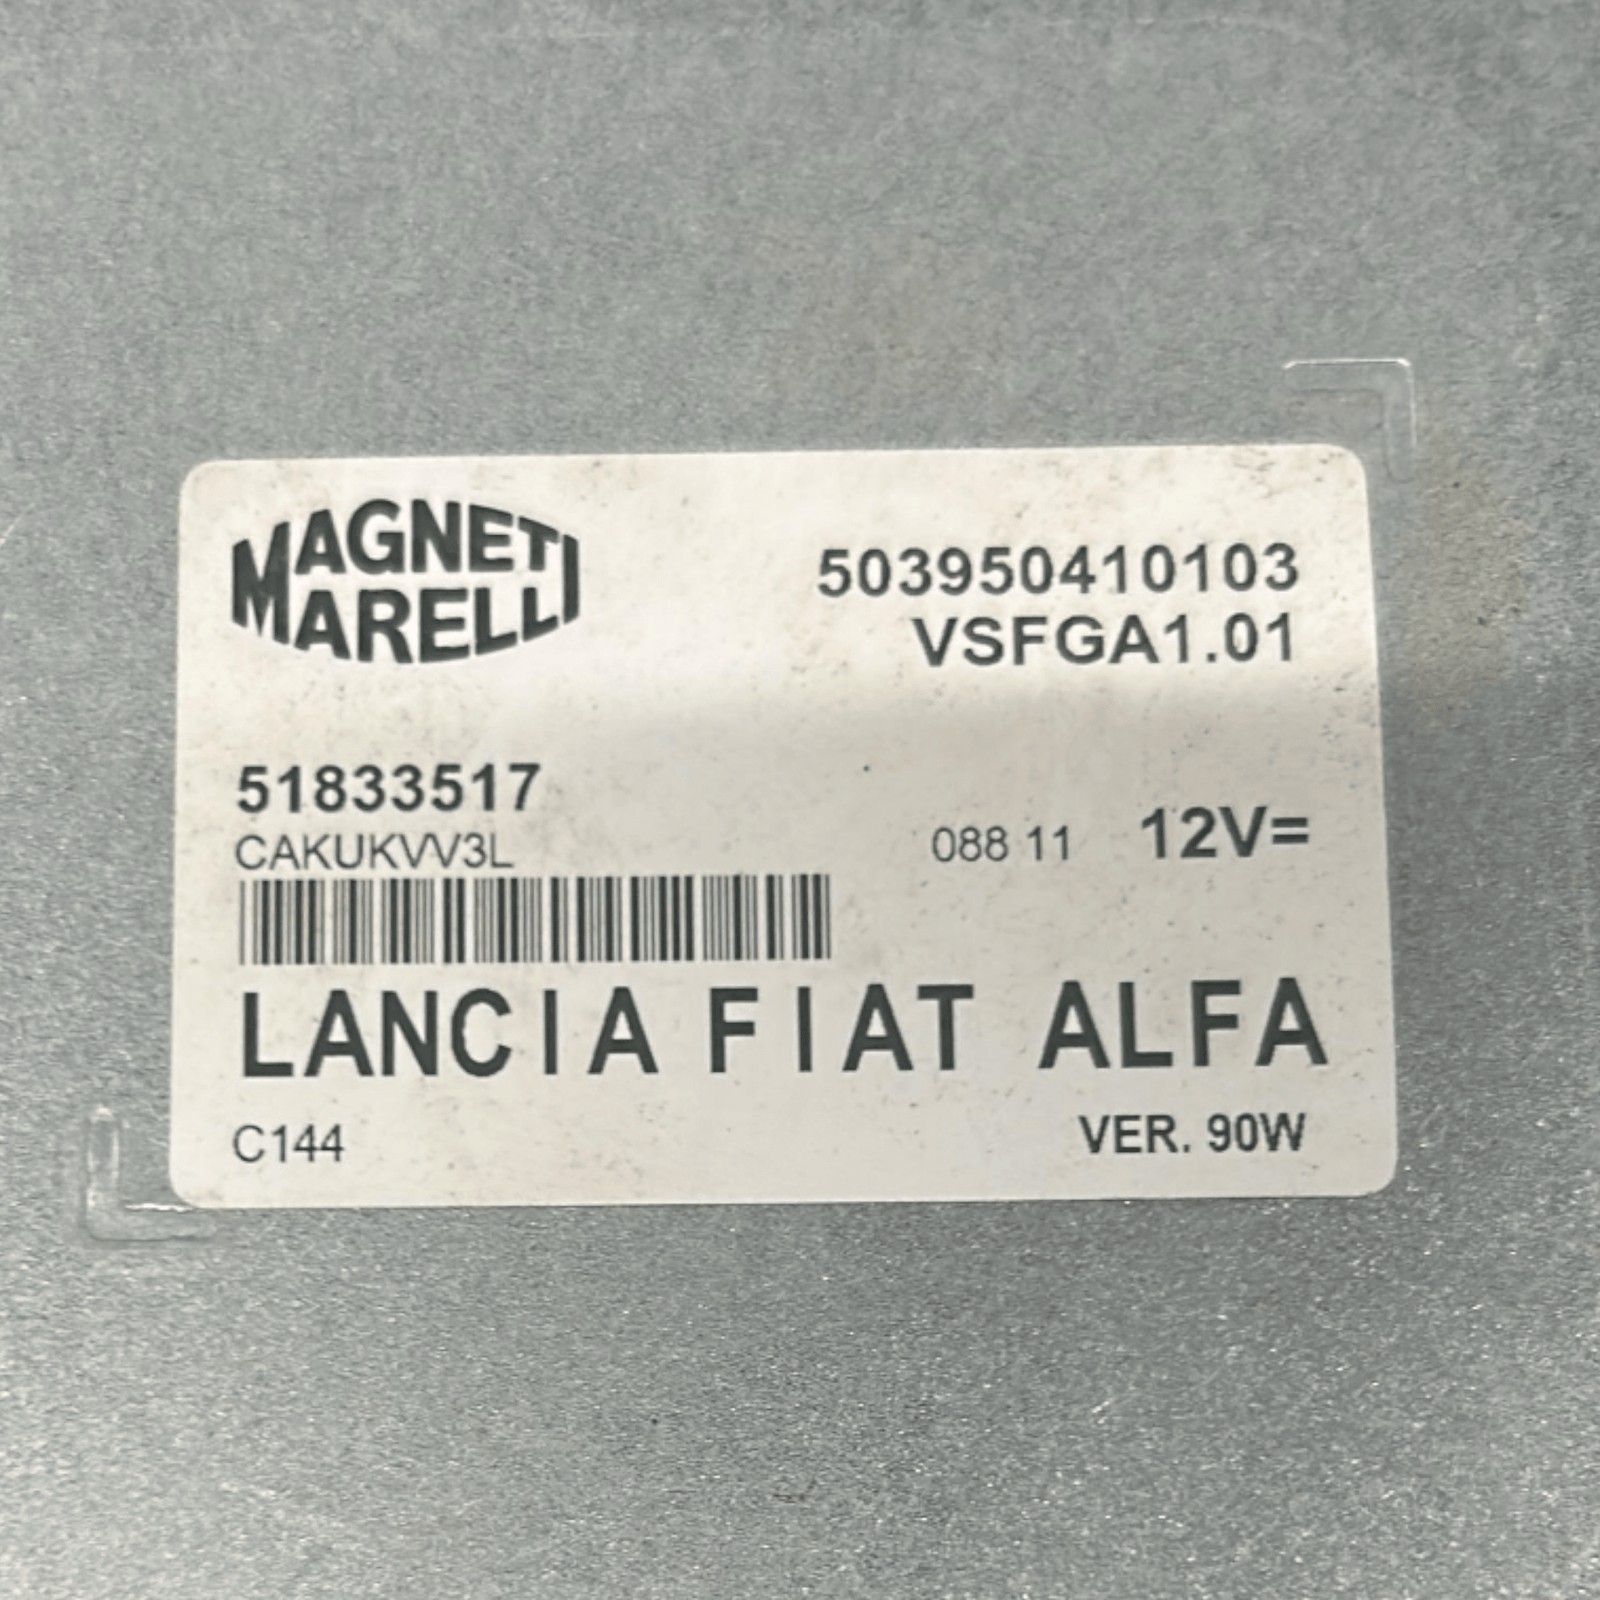 MAGNETI
MARELLI
503950410103
VSFGA1.01
51833517
CAKUKVV3L
088 11 12V=
LANCIA FIAT ALFA
C144
VER. 90W